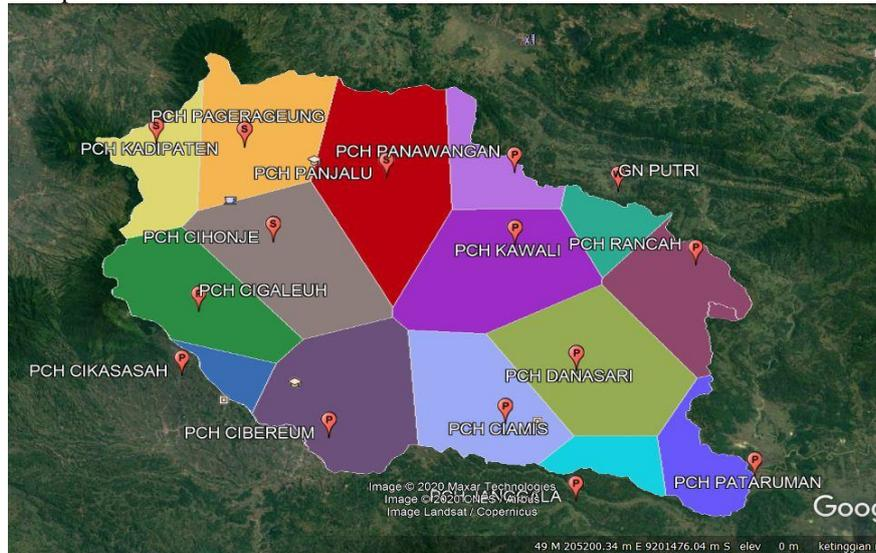 PCH PAGERAGEUNG
PCH KADIPATEN
PCH PANAWANGAN
PCH PANJALU
GN PUTRI
PCH CIHONJE
PCH KAWALI
PCH RANCAH
PCH CIGALEUH
PCH CIKASASAH
PCH DANASARI
PCH CIBEREUM
PCH CIAMIS
PCH PATARUMAN
Image © 2020 Maxar Technologies
Image © 2020 CNES / Airbus
Image Landsat / Copernicus
Goog
49 M 205200.34 m E 9201476.04 m S elev 0 m ketinggian